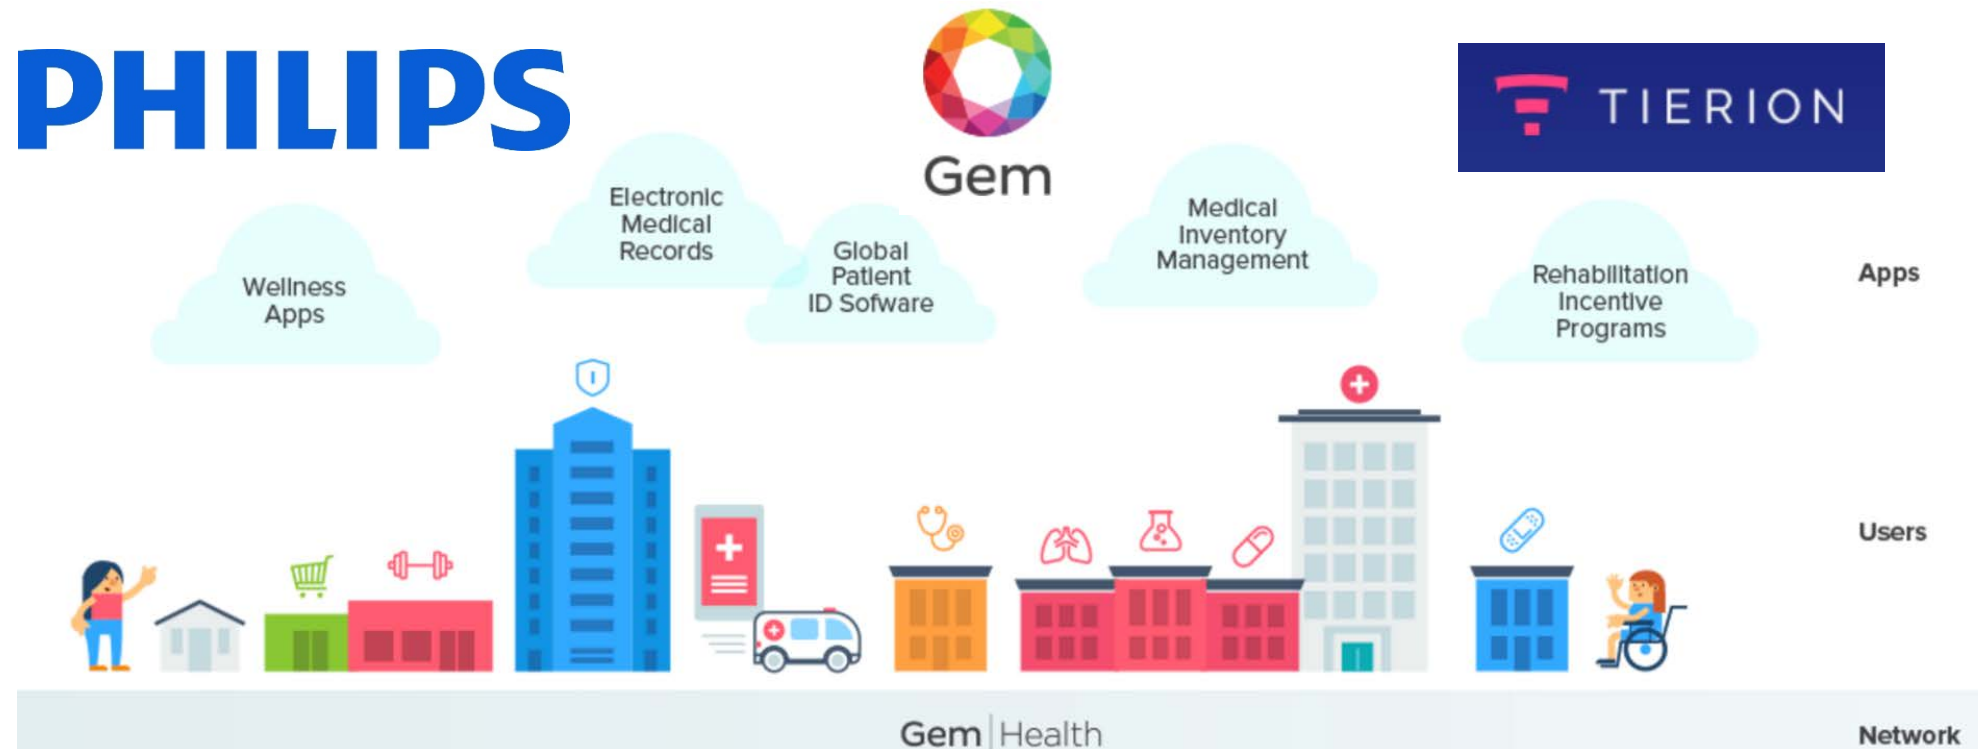 PHILIPS
Gem
TIERION
Electronic
Medical
Records
Medical
Inventory
Management
Global
Patient
ID Sofware
Wellness
Apps
Rehabilitation
Incentive
Programs
Apps
Users
Gem|Health
Network